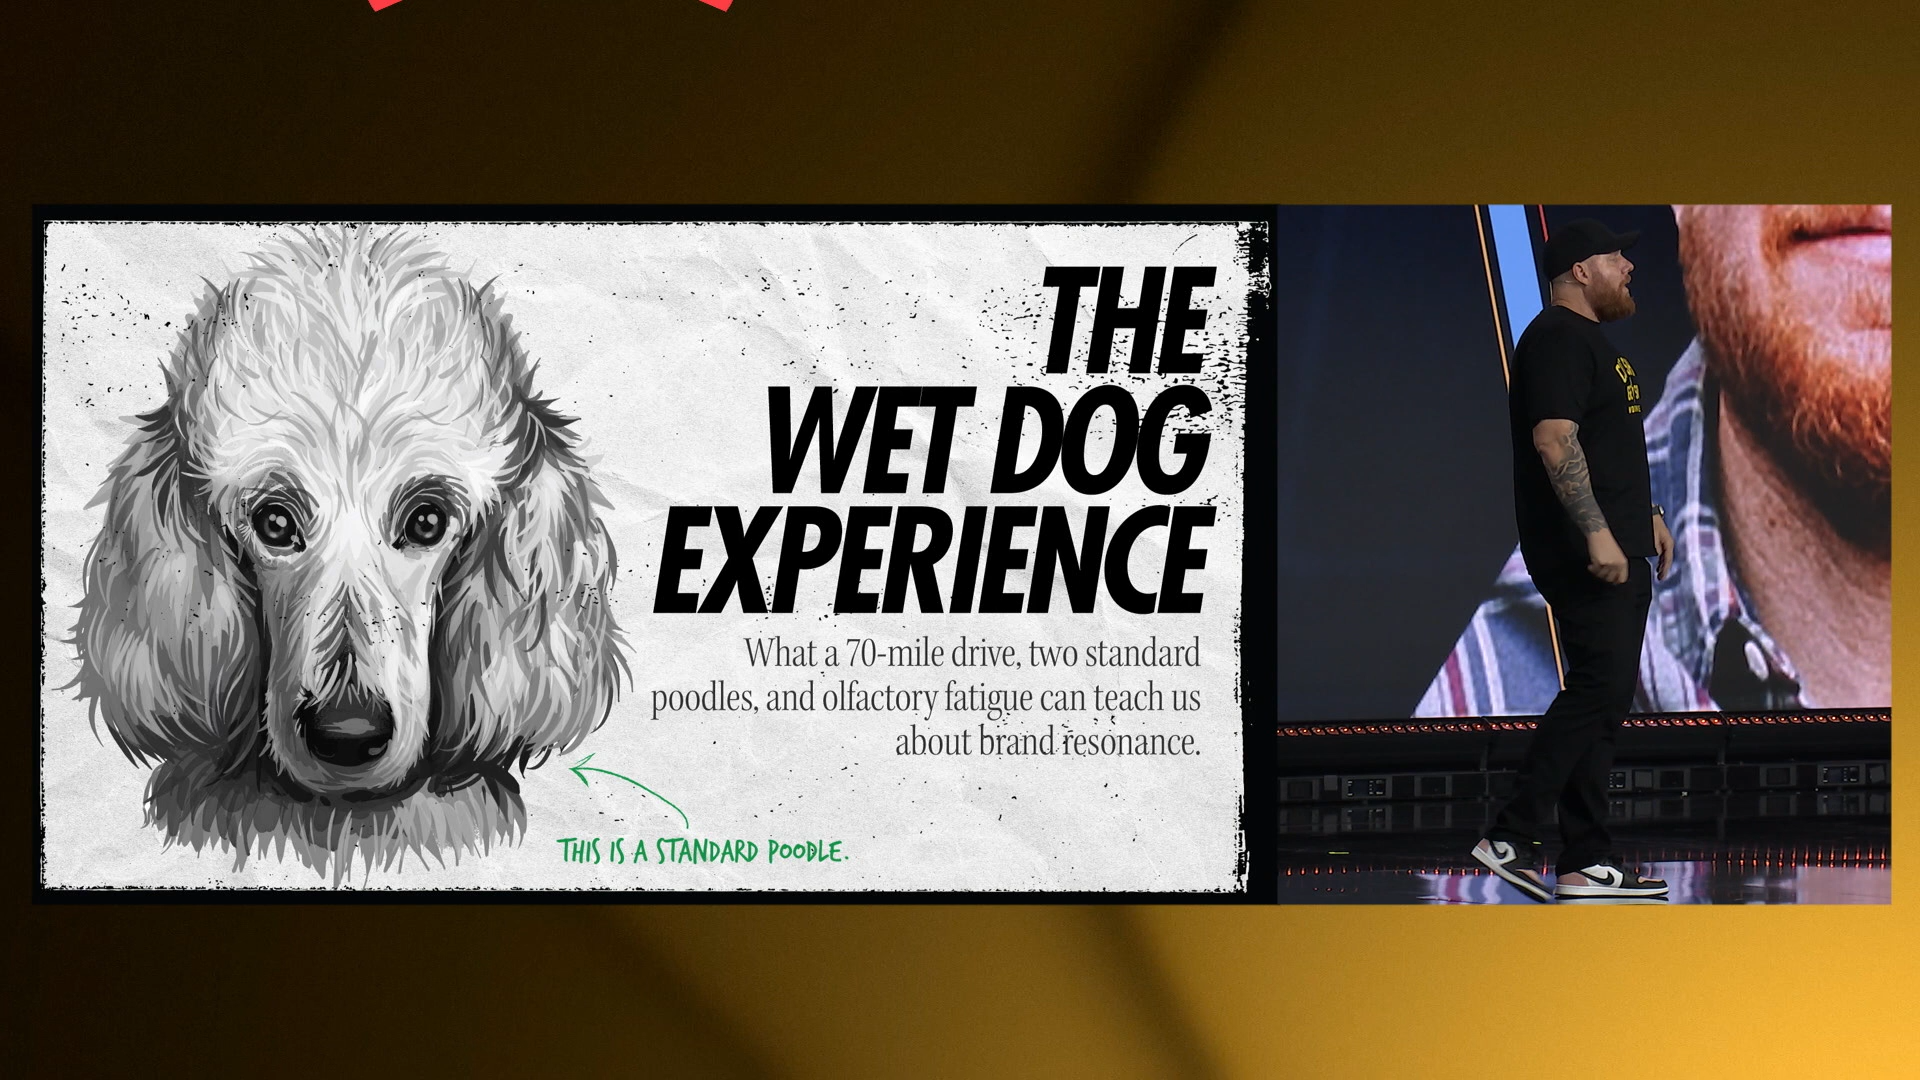 THE
WET DOG
EXPERIENCE
What a 70-mile drive, two standard
poodles, and olfactory fatigue can teach us
about brand resonance.
THIS IS A STANDARD POODLE.